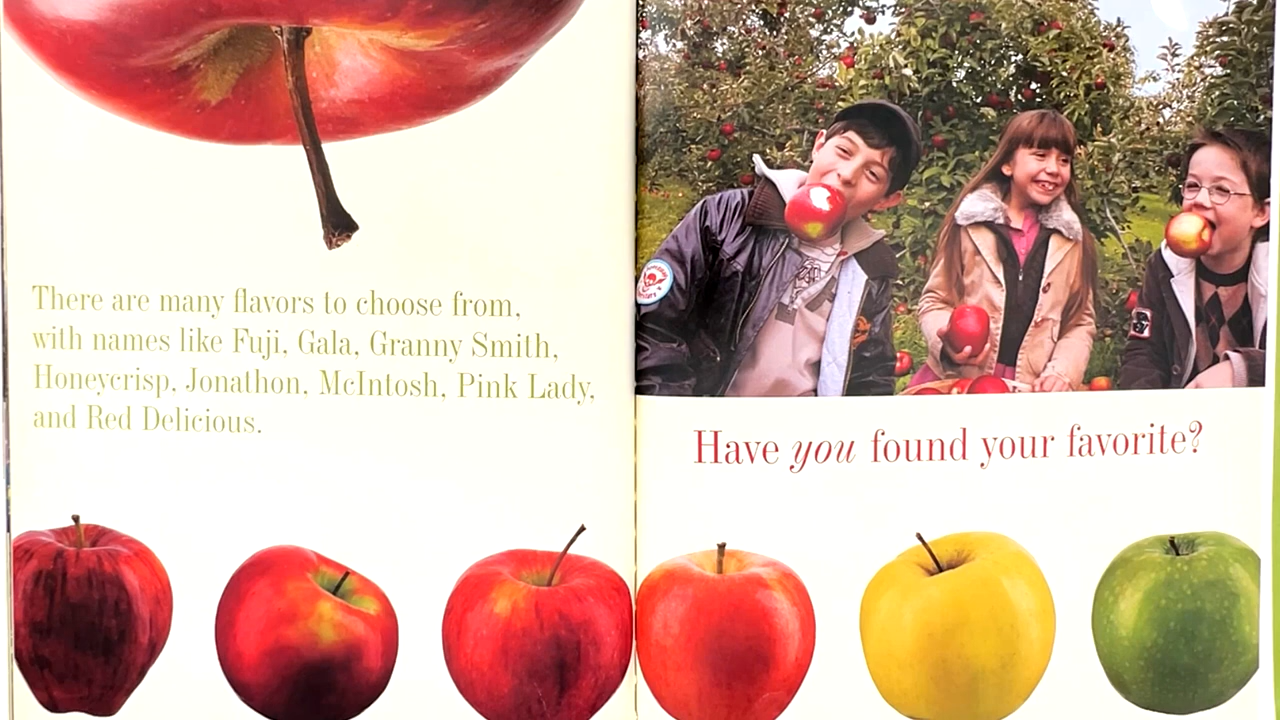 There are many flavors to choose from,
with names like Fuji, Gala, Granny Smith,
Honeycrisp, Jonathon, McIntosh, Pink Lady,
and Red Delicious.
Have you found your favorite?